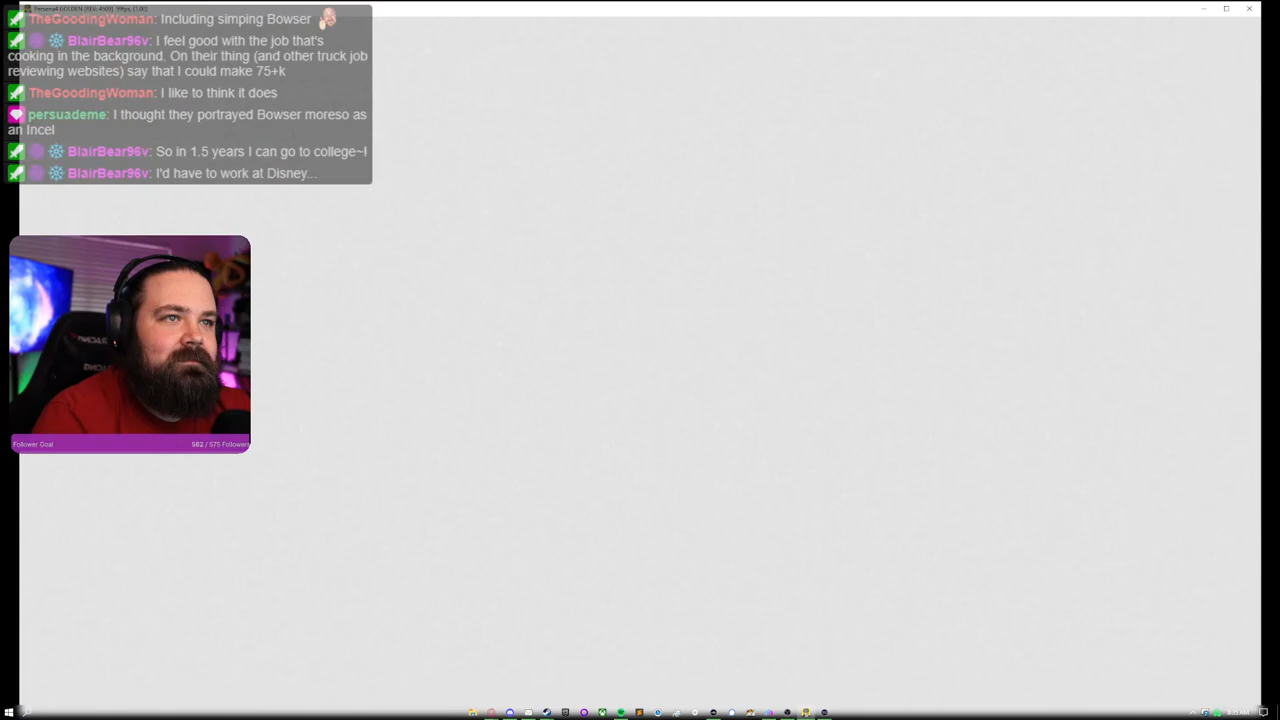 Persona4 GOLDEN
TheGoodingWoman: Including simping Bowser
BlairBear96v: I feel good with the job that's
cooking in the background. On their thing (and other truck job
reviewing websites) say that I could make 75+k
TheGoodingWoman: I like to think it does
persuademe: I thought they portrayed Bowser moreso as
an Incel
BlairBear96v: So in 1.5 years I can go to college~!
BlairBear96v: I'd have to work at Disney...
Follower Goal
562 / 575 Followers